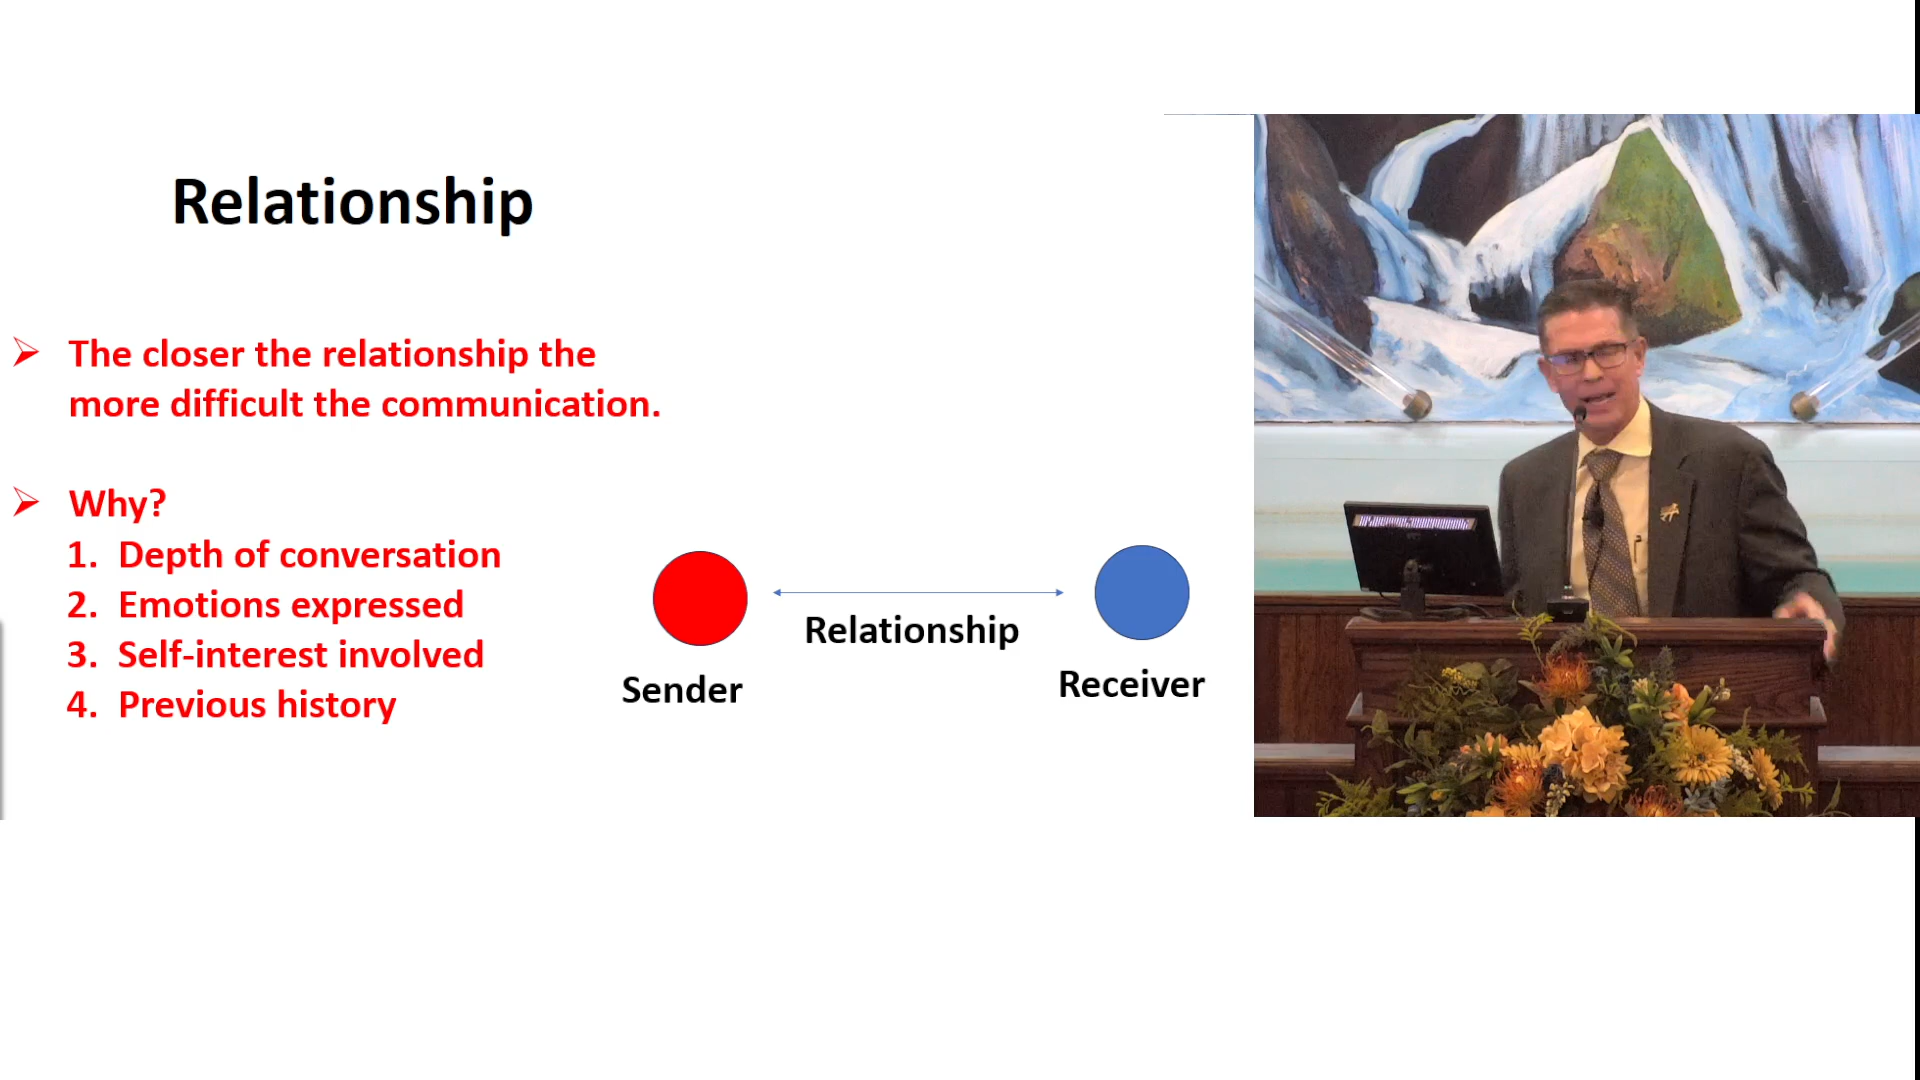 Relationship
➢ The closer the relationship the
more difficult the communication.
➢ Why?
1. Depth of conversation
2. Emotions expressed
3. Self-interest involved
4. Previous history
Relationship
Sender
Receiver